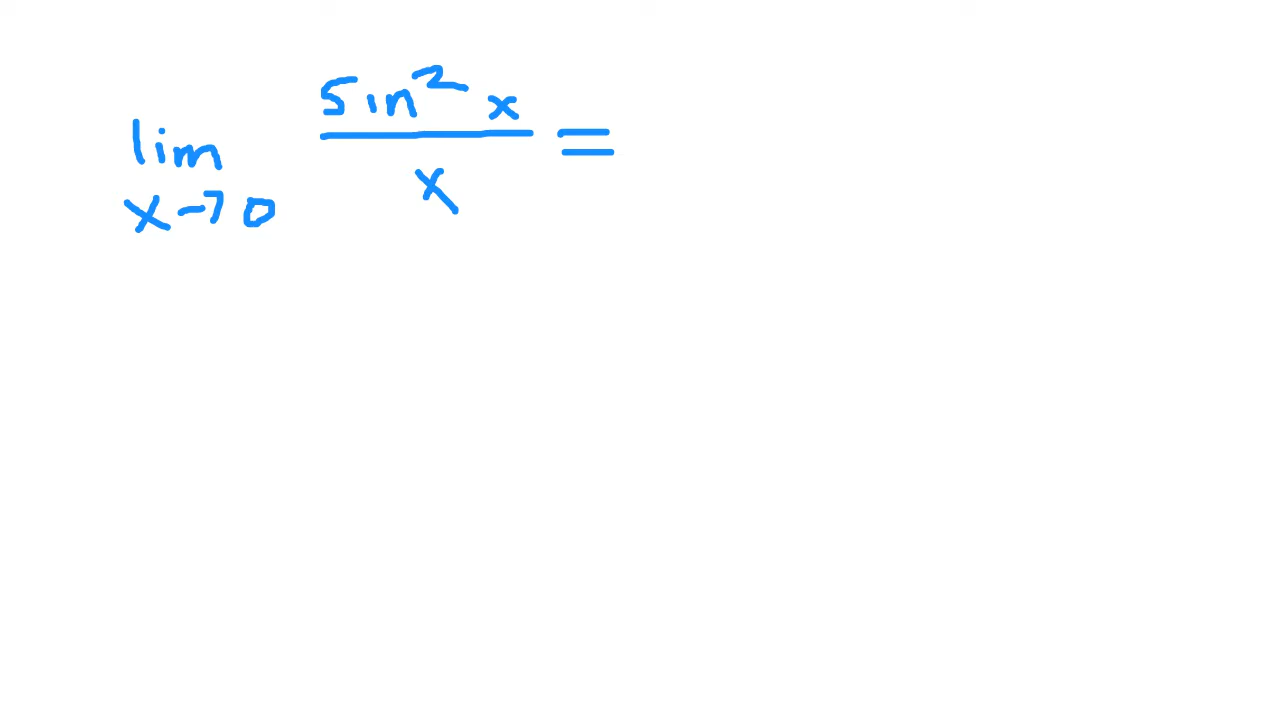 lim x→0 sin² x / x =